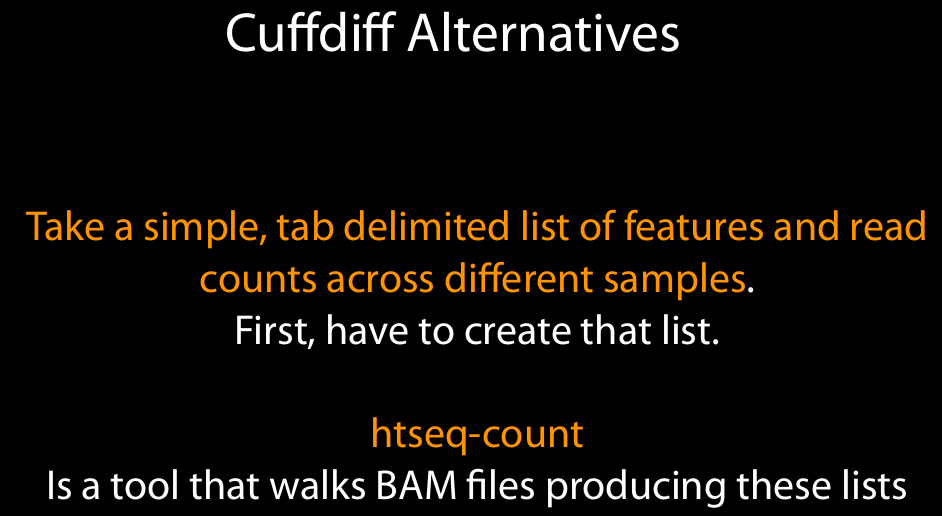 Cuffdiff Alternatives
Take a simple, tab delimited list of features and read
counts across different samples.
First, have to create that list.
htseq-count
Is a tool that walks BAM files producing these lists